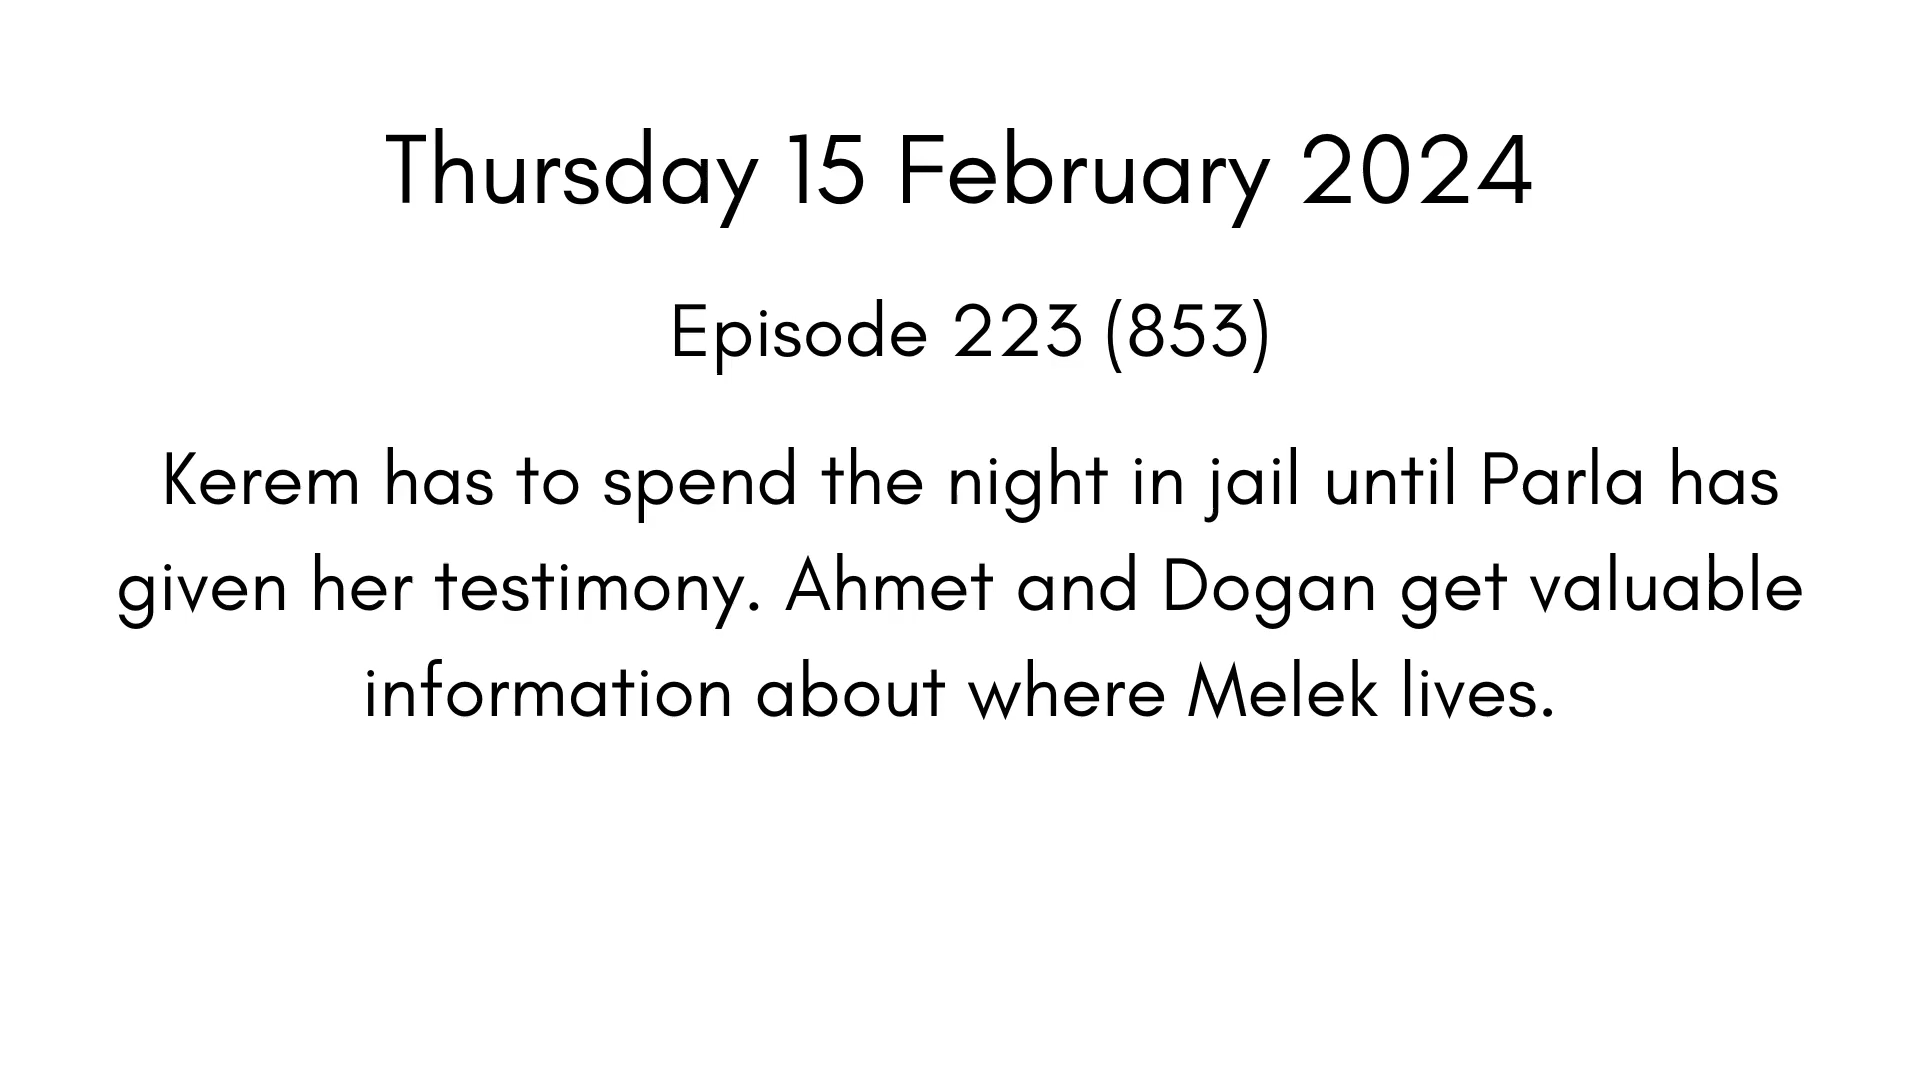 Thursday 15 February 2024
Episode 223 (853)
Kerem has to spend the night in jail until Parla has
given her testimony. Ahmet and Dogan get valuable
information about where Melek lives.